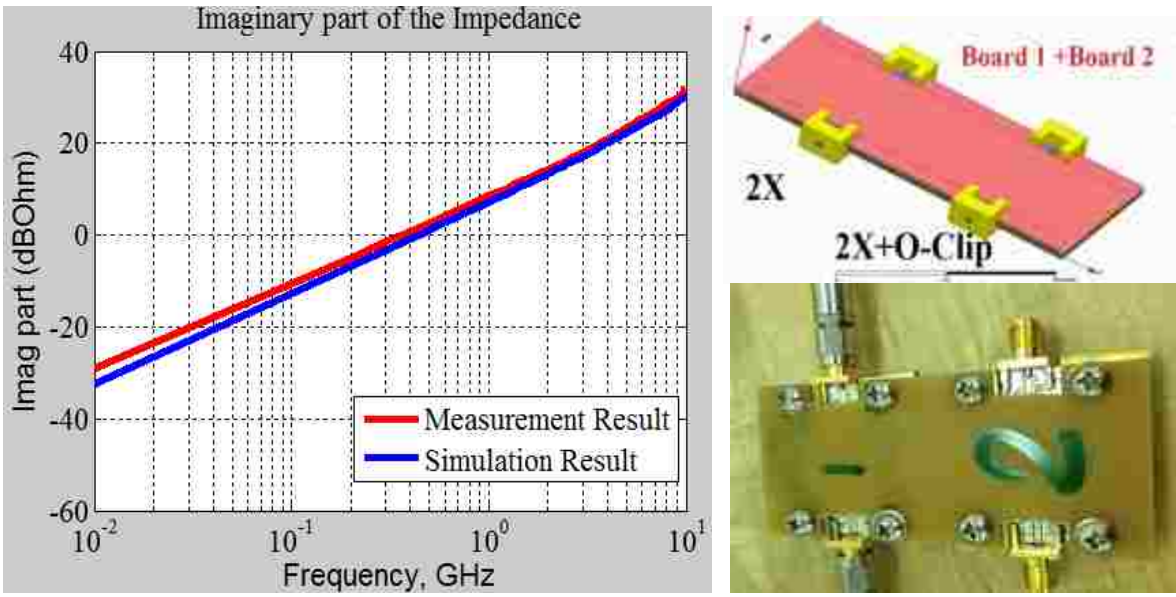 Imaginary part of the Impedance
40
20
0
-20
-40
-60
10^-2
10^-1
10^0
10^1
Imag part (dBOhm)
Frequency, GHz
Measurement Result
Simulation Result
Board 1 +Board 2
2X
2X+O-Clip
- 2